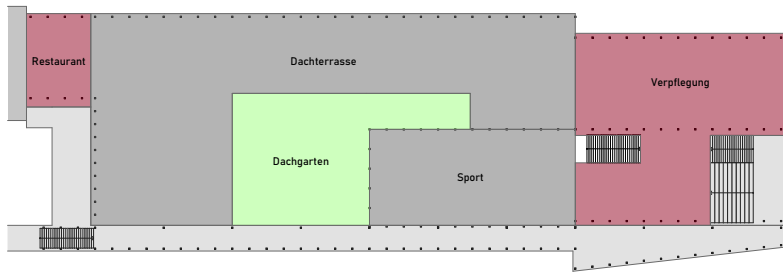 Restaurant
Dachterrasse
Verpflegung
Dachgarten
Sport